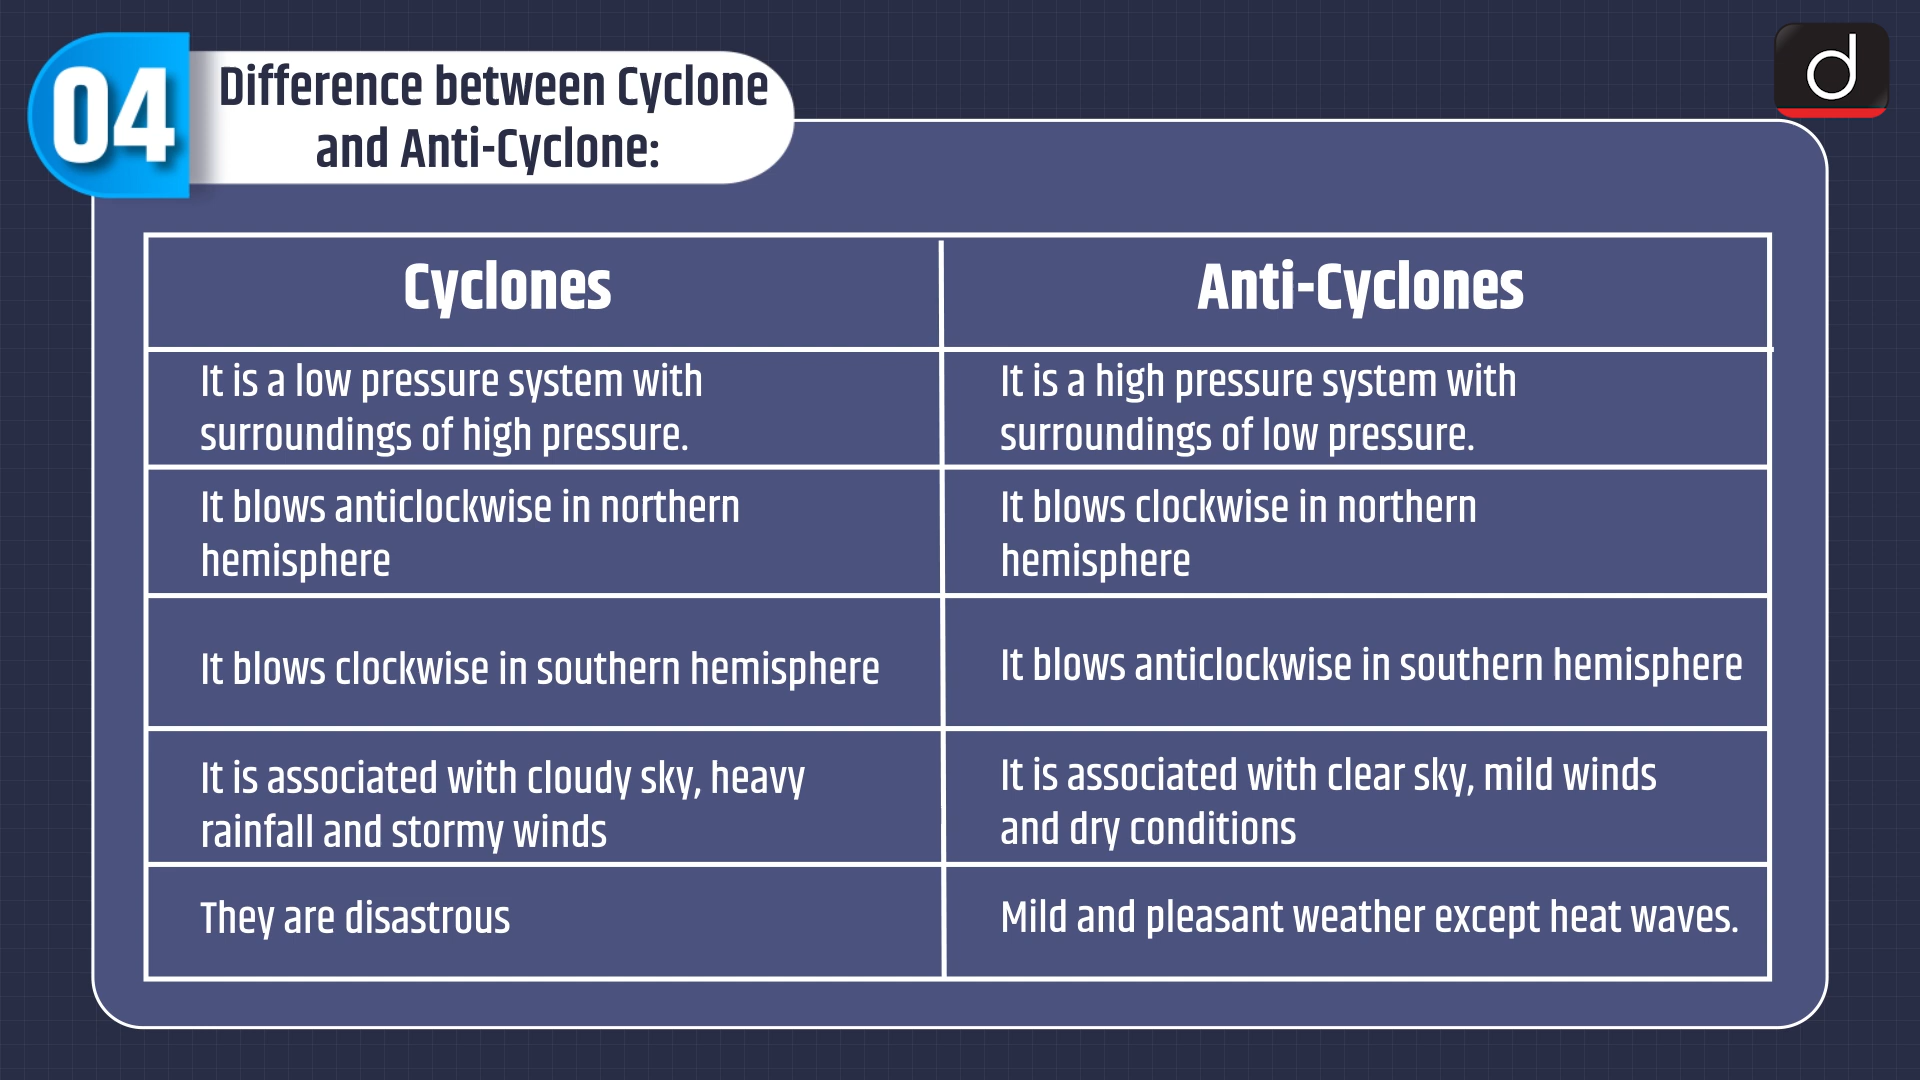 04
Difference between Cyclone
and Anti-Cyclone:
d
Cyclones
Anti-Cyclones
It is a low pressure system with
surroundings of high pressure.
It is a high pressure system with
surroundings of low pressure.
It blows anticlockwise in northern
hemisphere
It blows clockwise in northern
hemisphere
It blows clockwise in southern hemisphere
It blows anticlockwise in southern hemisphere
It is associated with cloudy sky, heavy
rainfall and stormy winds
It is associated with clear sky, mild winds
and dry conditions
They are disastrous
Mild and pleasant weather except heat waves.